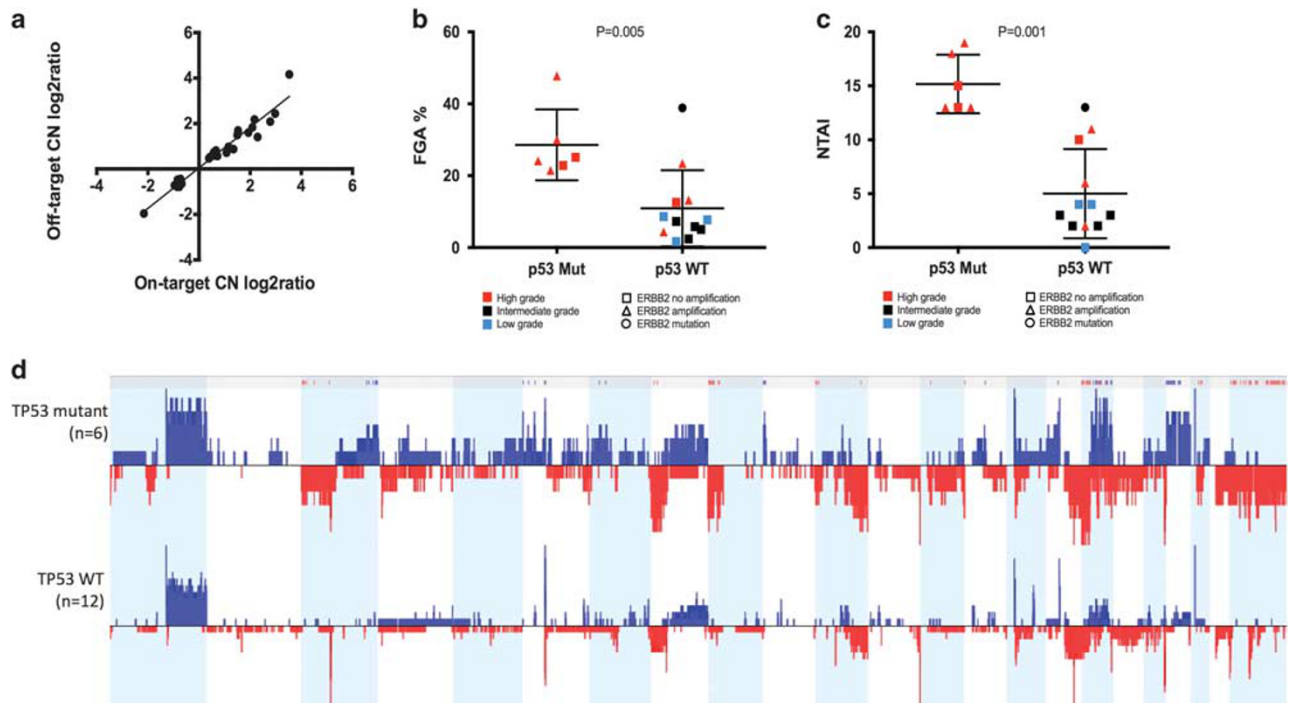 a
6
4
2
-4
-2
2
4
6
-2
-4
Off-target CN log2ratio
On-target CN log2ratio
b
P=0.005
60
40
20
0
FGA %
p53 Mut
p53 WT
High grade
Intermediate grade
Low grade
ERBB2 no amplification
ERBB2 amplification
ERBB2 mutation
c
P=0.001
20
15
10
5
0
NTAI
p53 Mut
p53 WT
High grade
Intermediate grade
Low grade
ERBB2 no amplification
ERBB2 amplification
ERBB2 mutation
d
TP53 mutant
(n=6)
TP53 WT
(n=12)